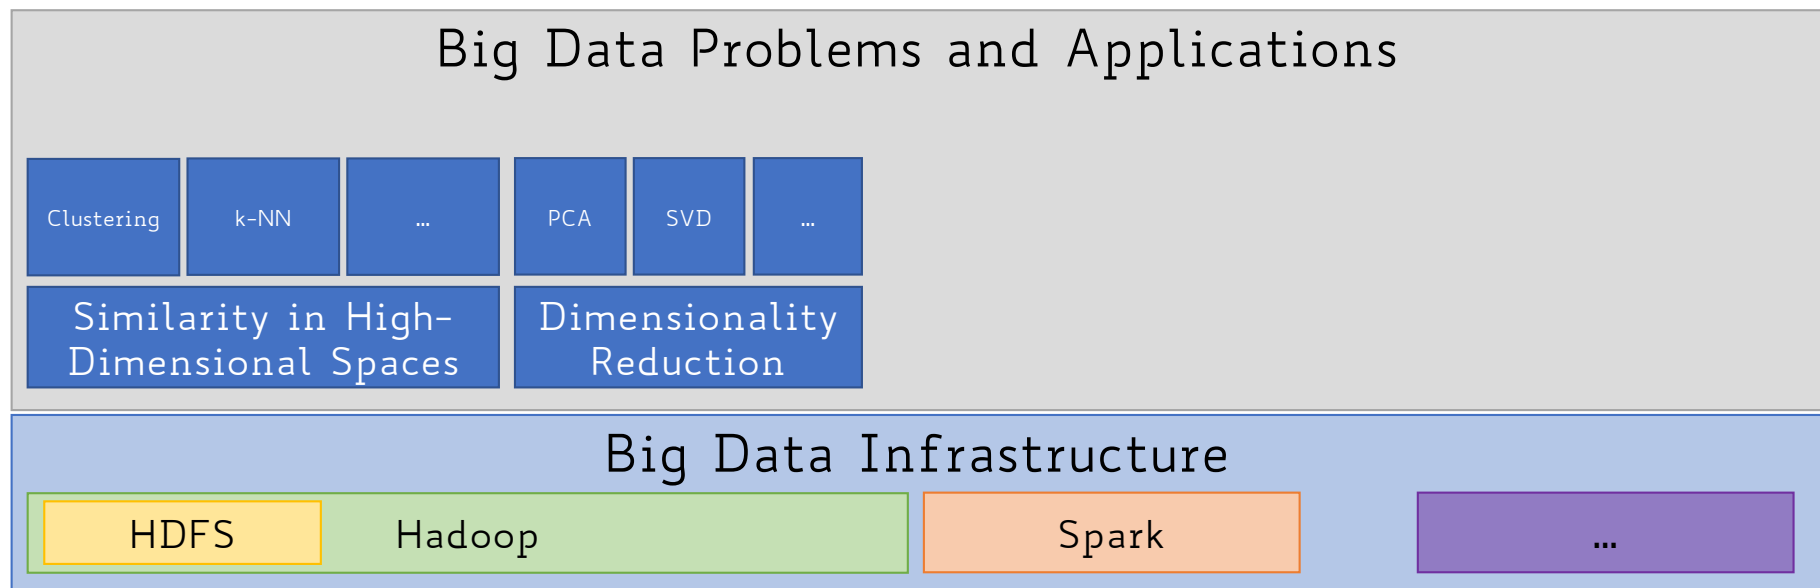 Big Data Problems and Applications
Clustering
k-NN
...
PCA
SVD
...
Similarity in High-
Dimensional Spaces
Dimensionality
Reduction
Big Data Infrastructure
HDFS
Hadoop
Spark
...